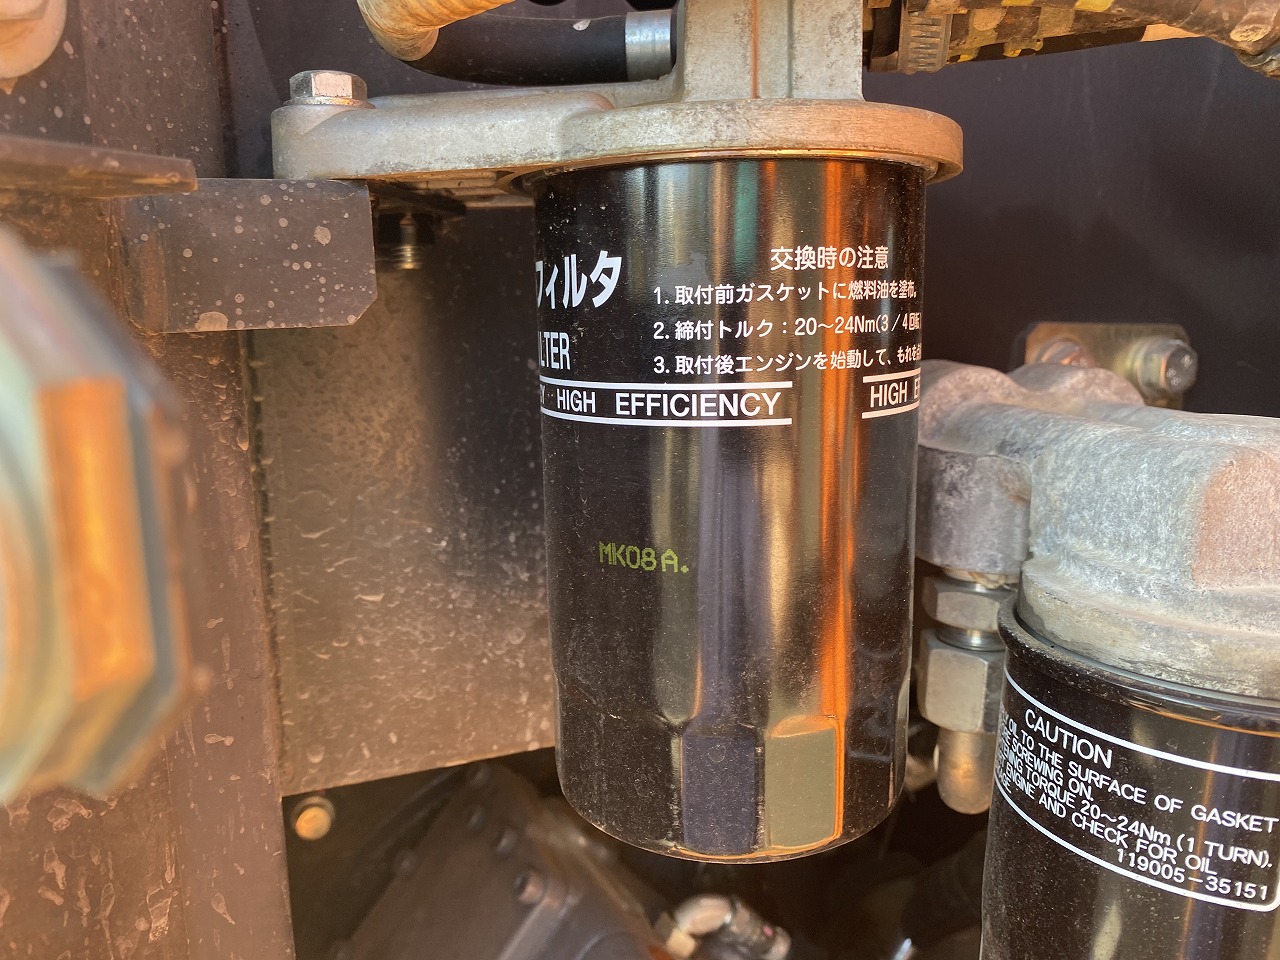 フィルタ
交換時の注意
1. 取付前ガスケットに燃料油を塗布。
2. 締付トルク：20～24Nm(3/4回転
3. 取付後エンジンを始動して、もれを
HIGH EFFICIENCY
HIGH
MK08A.
CAUTION
OIL TO THE SURFACE OF GASKET
SCREWING ON.
TORQUE 20～24Nm (1 TURN).
ENGINE AND CHECK FOR OIL
119005-35151